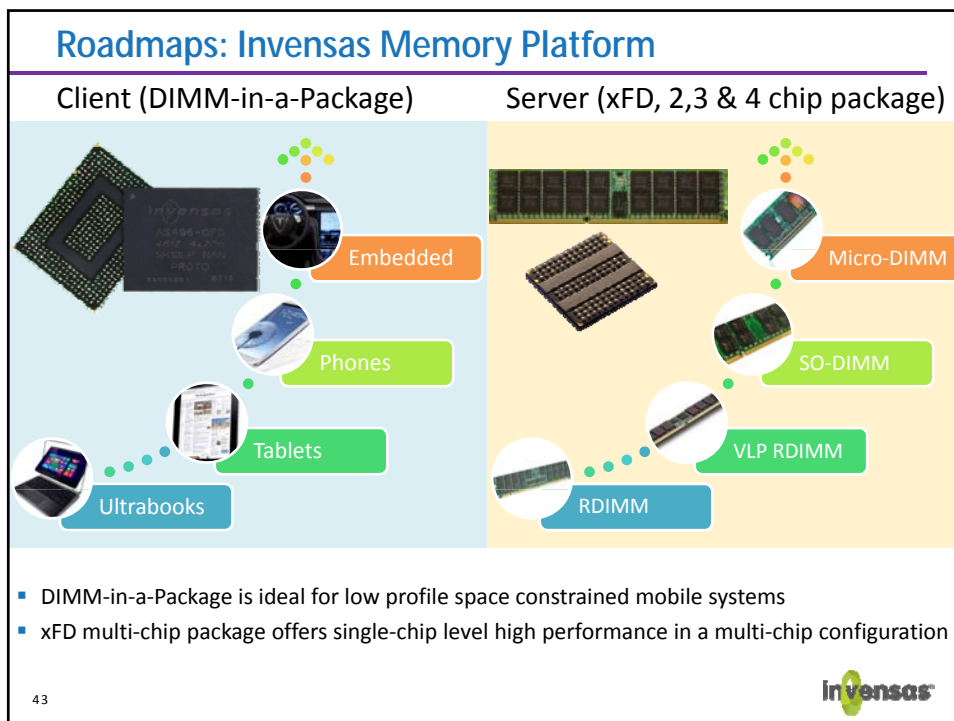 Roadmaps: Invensas Memory Platform
Client (DIMM-in-a-Package)
Server (xFD, 2,3 & 4 chip package)
invensas
PROTO
Embedded
Phones
Tablets
Ultrabooks
Micro-DIMM
SO-DIMM
VLP RDIMM
RDIMM
▪ DIMM-in-a-Package is ideal for low profile space constrained mobile systems
▪ xFD multi-chip package offers single-chip level high performance in a multi-chip configuration
43
invensas™